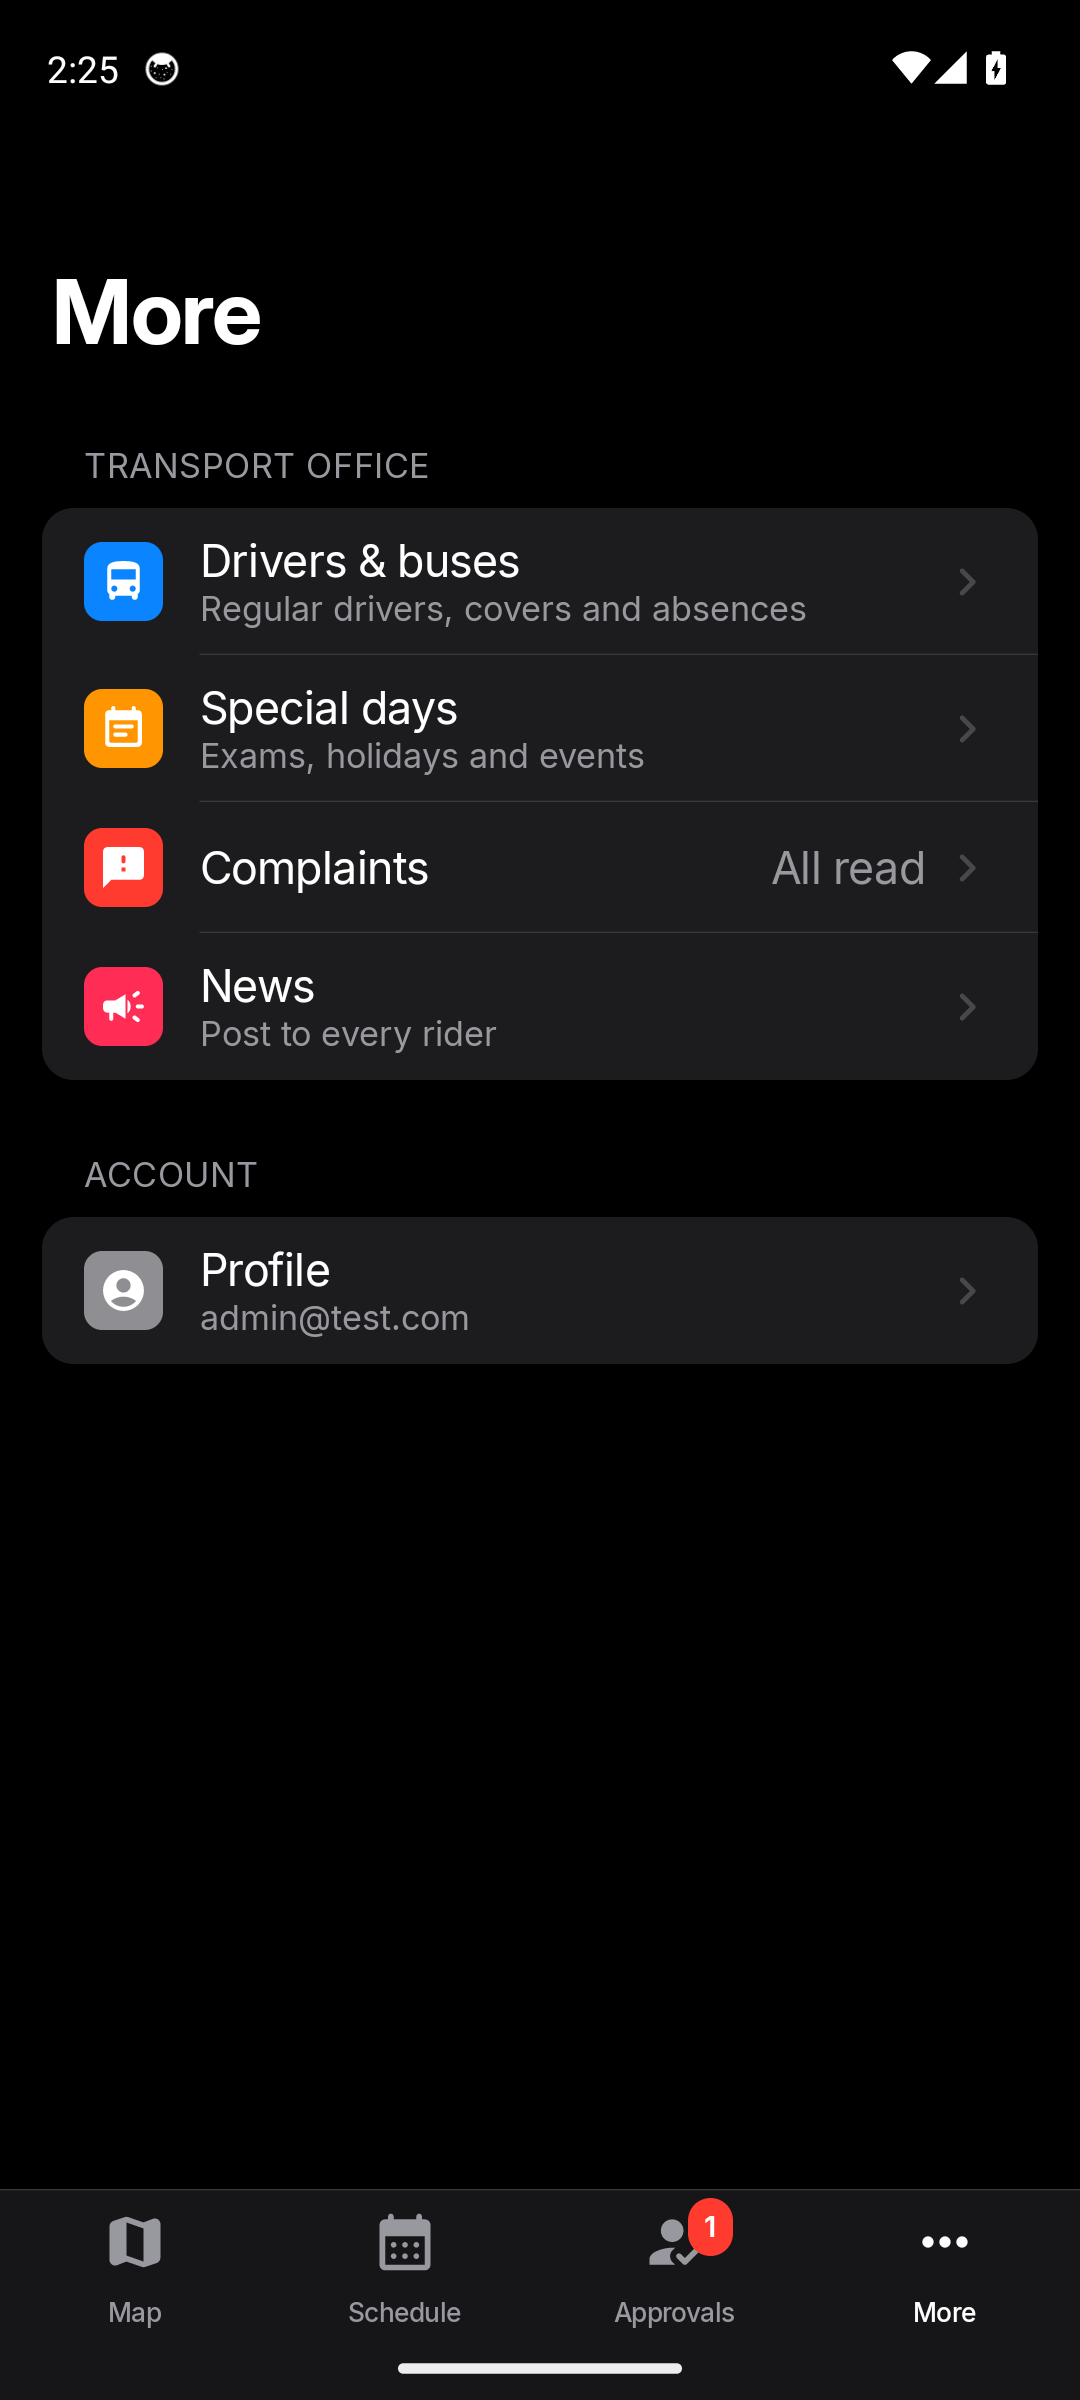 2:25
More
TRANSPORT OFFICE
Drivers & buses
Regular drivers, covers and absences
Special days
Exams, holidays and events
Complaints
All read
News
Post to every rider
ACCOUNT
Profile
admin@test.com
1
Map
Schedule
Approvals
More